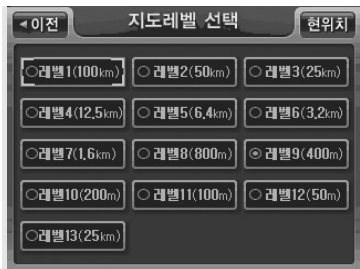 이전 지도레벨 선택 현위치
레벨1(100km) 레벨2(50km) 레벨3(25km)
레벨4(12.5km) 레벨5(6.4km) 레벨6(3.2km)
레벨7(1.6km) 레벨8(800m) 레벨9(400m)
레벨10(200m) 레벨11(100m) 레벨12(50m)
레벨13(25km)